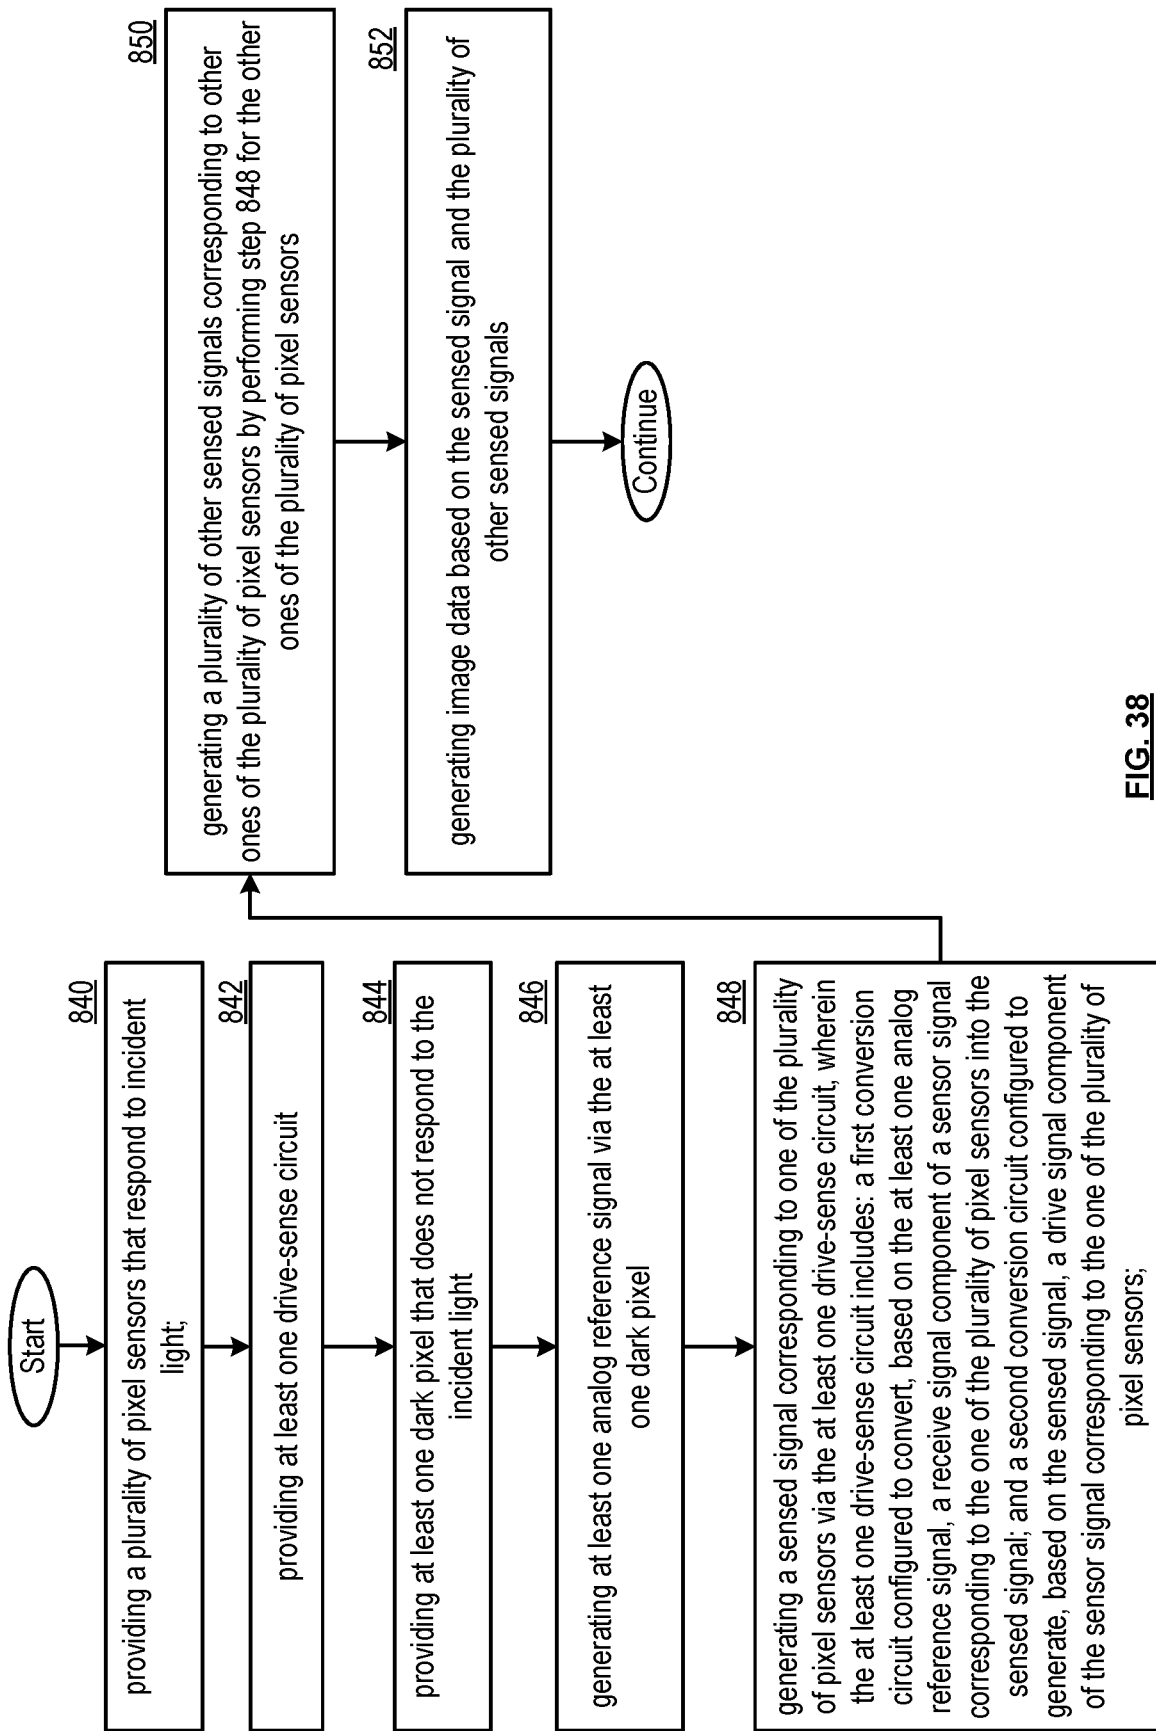 Start
840
providing a plurality of pixel sensors that respond to incident
light;
842
providing at least one drive-sense circuit
844
providing at least one dark pixel that does not respond to the
incident light
846
generating at least one analog reference signal via the at least
one dark pixel
848
generating a sensed signal corresponding to one of the plurality
of pixel sensors via the at least one drive-sense circuit, wherein
the at least one drive-sense circuit includes: a first conversion
circuit configured to convert, based on the at least one analog
reference signal, a receive signal component of a sensor signal
corresponding to the one of the plurality of pixel sensors into the
sensed signal; and a second conversion circuit configured to
generate, based on the sensed signal, a drive signal component
of the sensor signal corresponding to the one of the plurality of
pixel sensors;
850
generating a plurality of other sensed signals corresponding to other
ones of the plurality of pixel sensors by performing step 848 for the other
ones of the plurality of pixel sensors
852
generating image data based on the sensed signal and the plurality of
other sensed signals
Continue
FIG. 38